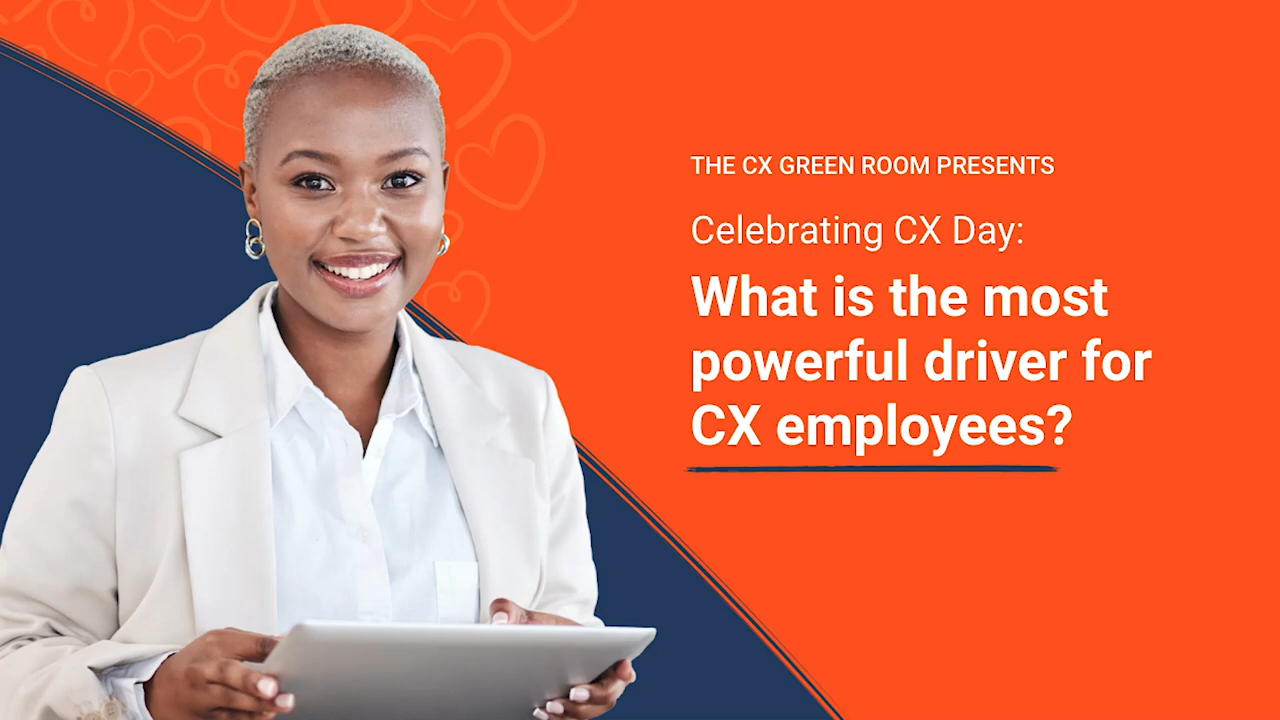 THE CX GREEN ROOM PRESENTS
Celebrating CX Day:
What is the most
powerful driver for
CX employees?